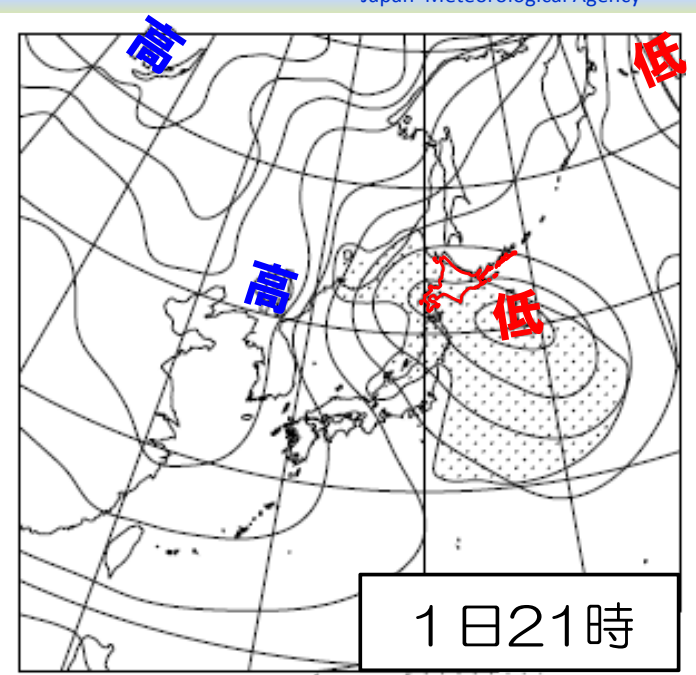 Japan Meteorological Agency
高
低
高
低
1日21時